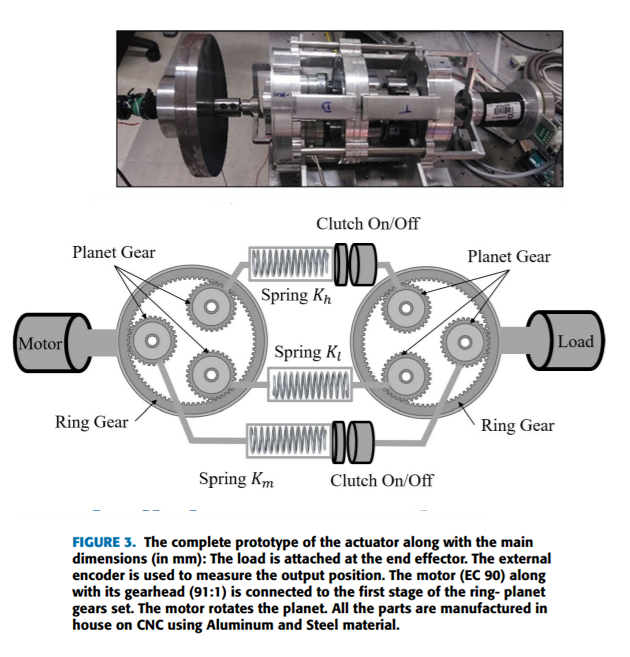 Clutch On/Off
Planet Gear
Planet Gear
Spring Kh
Motor
Load
Spring Kl
Ring Gear
Ring Gear
Spring Km
Clutch On/Off
FIGURE 3. The complete prototype of the actuator along with the main
dimensions (in mm): The load is attached at the end effector. The external
encoder is used to measure the output position. The motor (EC 90) along
with its gearhead (91:1) is connected to the first stage of the ring- planet
gears set. The motor rotates the planet. All the parts are manufactured in
house on CNC using Aluminum and Steel material.